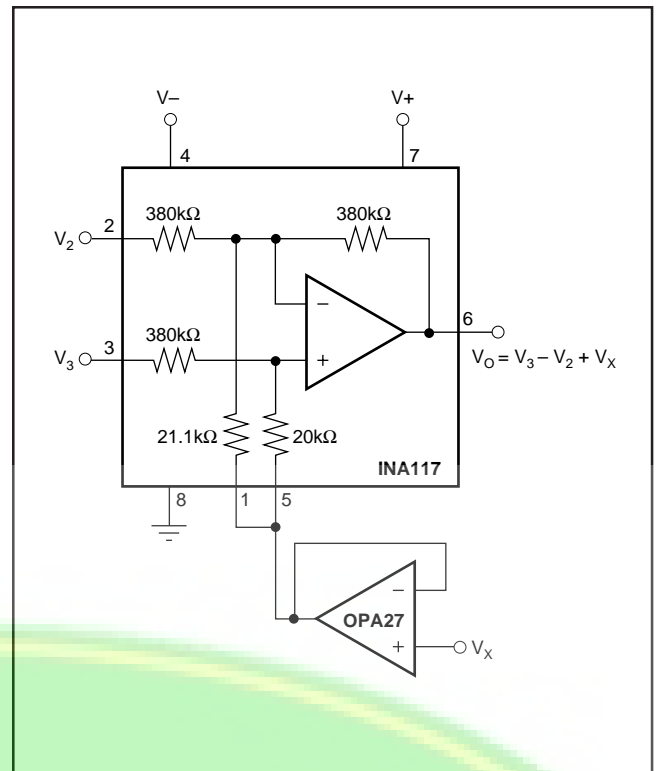 V–
V+
4
7
380kΩ
380kΩ
V2
2
–
6
380kΩ
V3
3
+
VO = V3 – V2 + VX
21.1kΩ
20kΩ
INA117
8
1
5
–
OPA27
+
VX